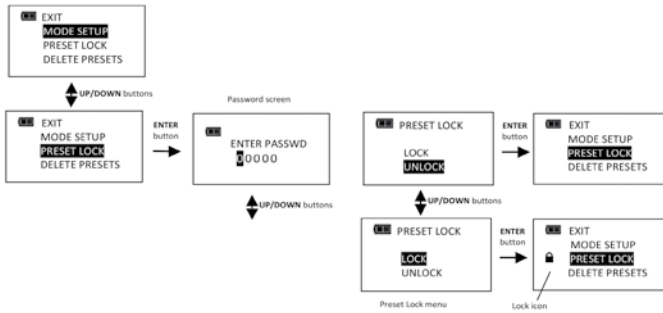 EXIT
MODE SETUP
PRESET LOCK
DELETE PRESETS
UP/DOWN buttons
EXIT
MODE SETUP
PRESET LOCK
DELETE PRESETS
ENTER
button
Password screen
ENTER PASSWD
00000
UP/DOWN buttons
PRESET LOCK
LOCK
UNLOCK
ENTER
button
EXIT
MODE SETUP
PRESET LOCK
DELETE PRESETS
UP/DOWN buttons
PRESET LOCK
LOCK
UNLOCK
Preset Lock menu
ENTER
button
EXIT
MODE SETUP
PRESET LOCK
DELETE PRESETS
Lock icon